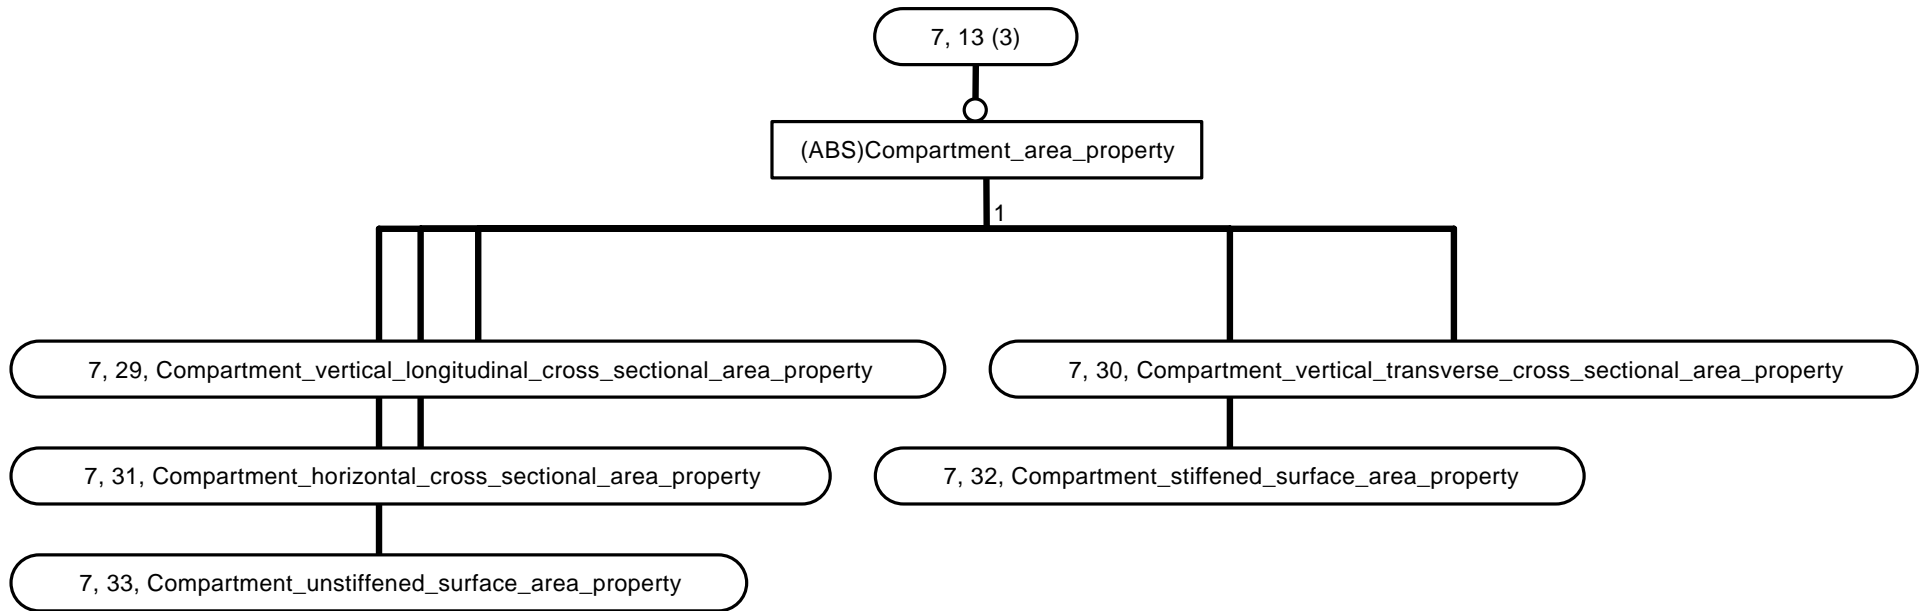 7, 13 (3)
(ABS)Compartment_area_property
1
7, 29, Compartment_vertical_longitudinal_cross_sectional_area_property
7, 30, Compartment_vertical_transverse_cross_sectional_area_property
7, 31, Compartment_horizontal_cross_sectional_area_property
7, 32, Compartment_stiffened_surface_area_property
7, 33, Compartment_unstiffened_surface_area_property